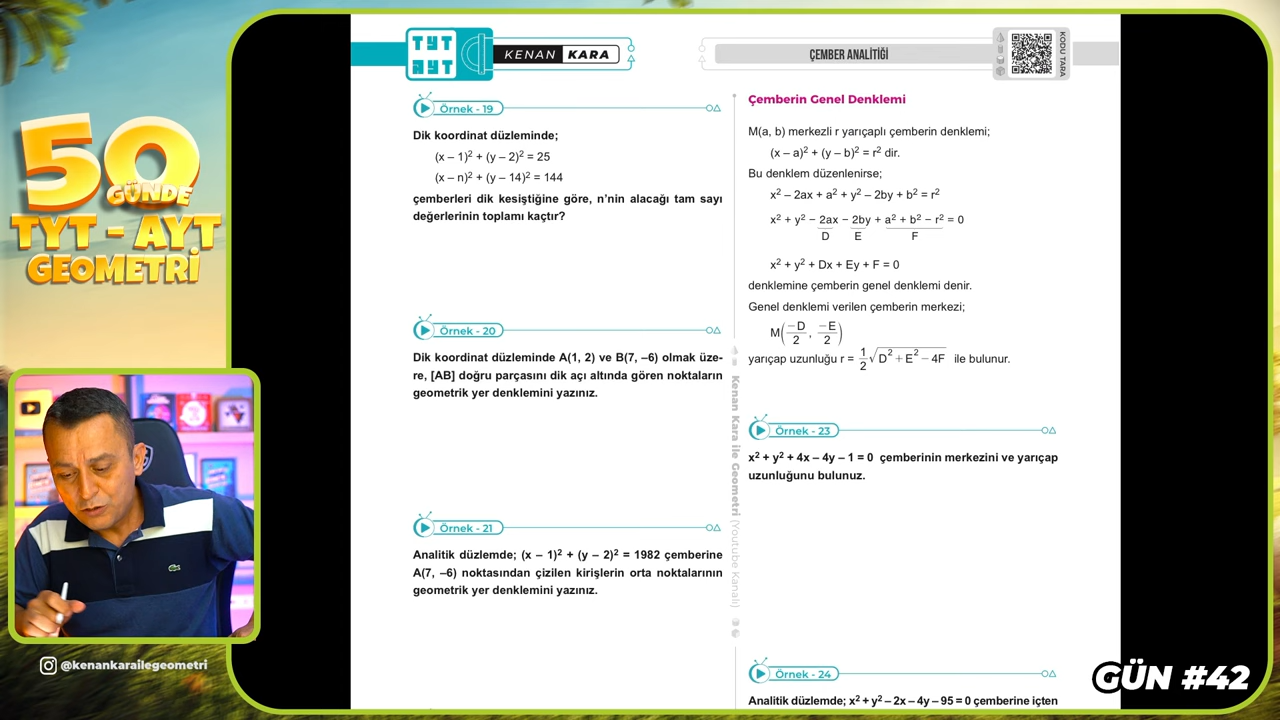 50
GÜNDE
TYT - AYT
GEOMETRİ
TYT
AYT
KENAN KARA
ÇEMBER ANALİTİĞİ
KODU TARA
Örnek - 19
Dik koordinat düzleminde;
(x – 1)² + (y – 2)² = 25
(x – n)² + (y – 14)² = 144
çemberleri dik kesiştiğine göre, n’nin alacağı tam sayı
değerlerinin toplamı kaçtır?
Örnek - 20
Dik koordinat düzleminde A(1, 2) ve B(7, –6) olmak üze-
re, [AB] doğru parçasını dik açı altında gören noktaların
geometrik yer denklemini yazınız.
Örnek - 21
Analitik düzlemde; (x – 1)² + (y – 2)² = 1982 çemberine
A(7, –6) noktasından çizilen kirişlerin orta noktalarının
geometrik yer denklemini yazınız.
Kenan Kara ile Geometri (Youtube Kanalı)
Çemberin Genel Denklemi
M(a, b) merkezli r yarıçaplı çemberin denklemi;
(x – a)² + (y – b)² = r² dir.
Bu denklem düzenlenirse;
x² – 2ax + a² + y² – 2by + b² = r²
x² + y² – 2ax – 2by + a² + b² – r² = 0
D E F
x² + y² + Dx + Ey + F = 0
denklemine çemberin genel denklemi denir.
Genel denklemi verilen çemberin merkezi;
M(–D/2, –E/2)
yarıçap uzunluğu r = 1/2 √(D² + E² – 4F) ile bulunur.
Örnek - 23
x² + y² + 4x – 4y – 1 = 0 çemberinin merkezini ve yarıçap
uzunluğunu bulunuz.
Örnek - 24
Analitik düzlemde; x² + y² – 2x – 4y – 95 = 0 çemberine içten
@kenankarailegeometri
GÜN #42